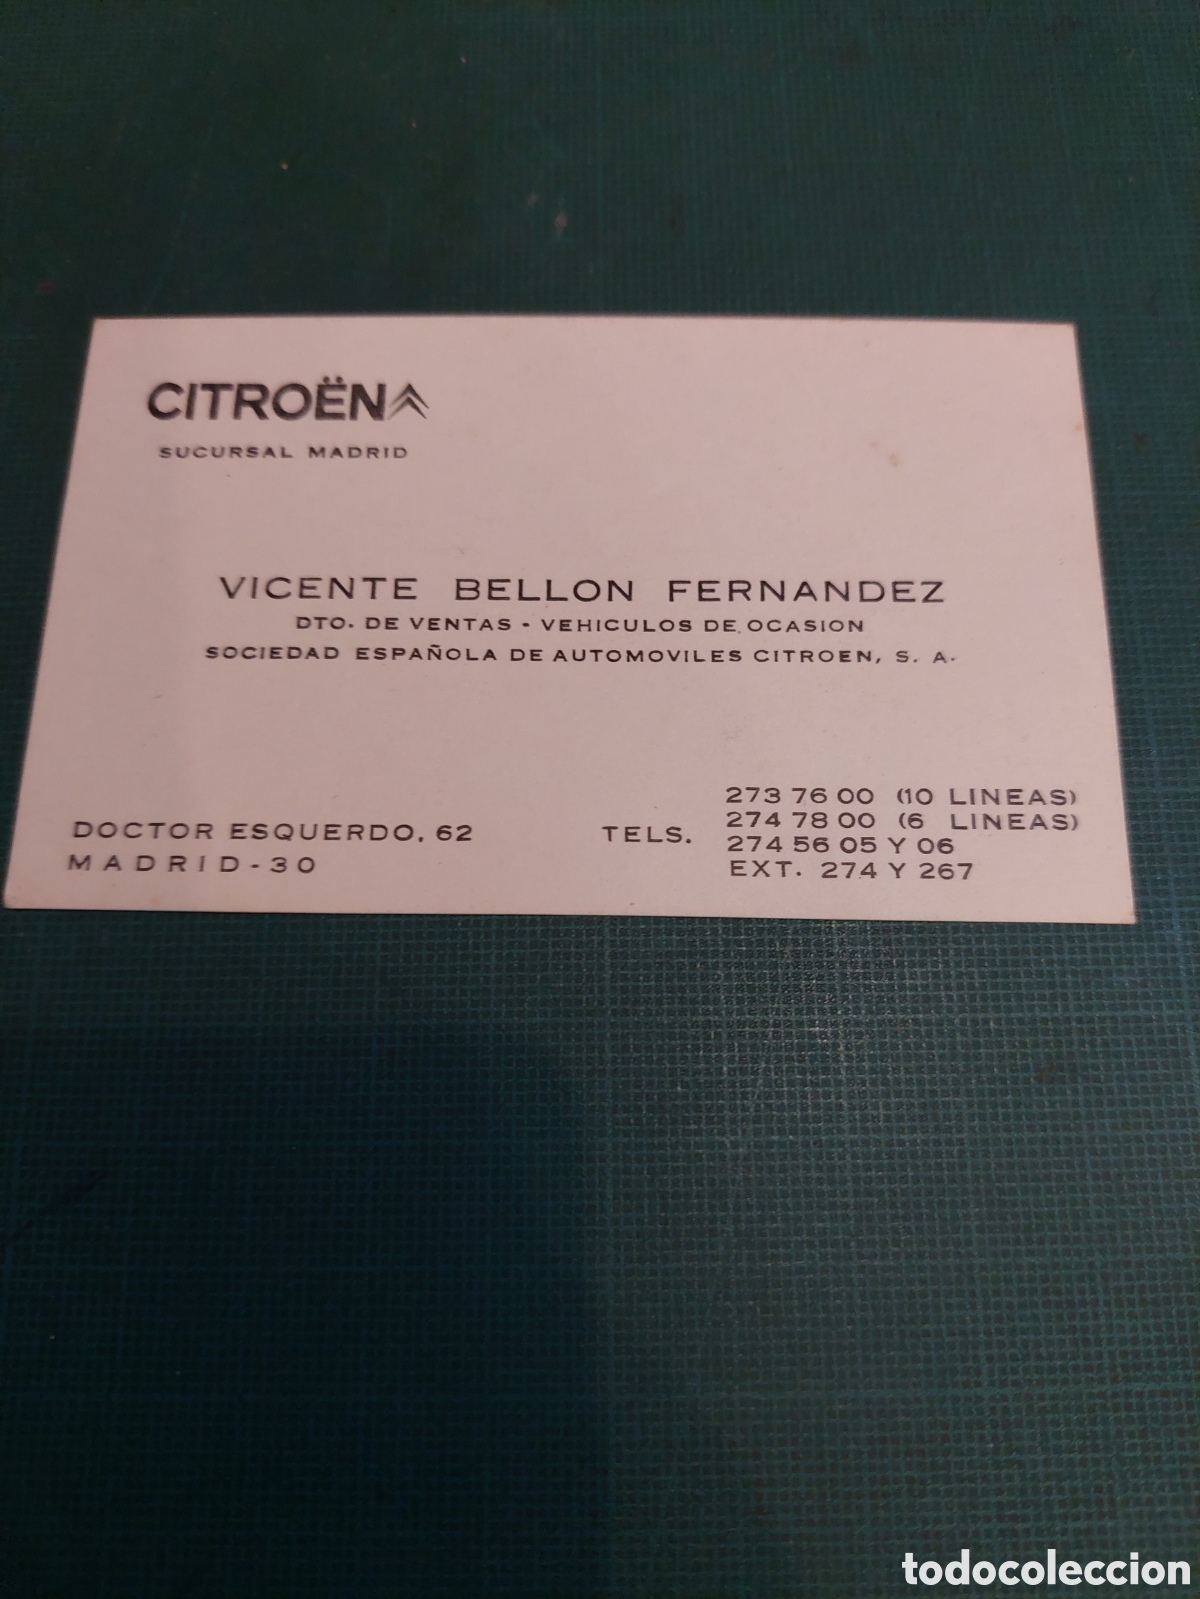 CITROËN
SUCURSAL MADRID
VICENTE BELLON FERNANDEZ
DTO. DE VENTAS - VEHICULOS DE OCASION
SOCIEDAD ESPAÑOLA DE AUTOMOVILES CITROEN, S. A.
DOCTOR ESQUERDO, 62
MADRID - 30
TELS.
273 76 00 (10 LINEAS)
274 78 00 (6 LINEAS)
274 56 05 Y 06
EXT. 274 Y 267
todocoleccion